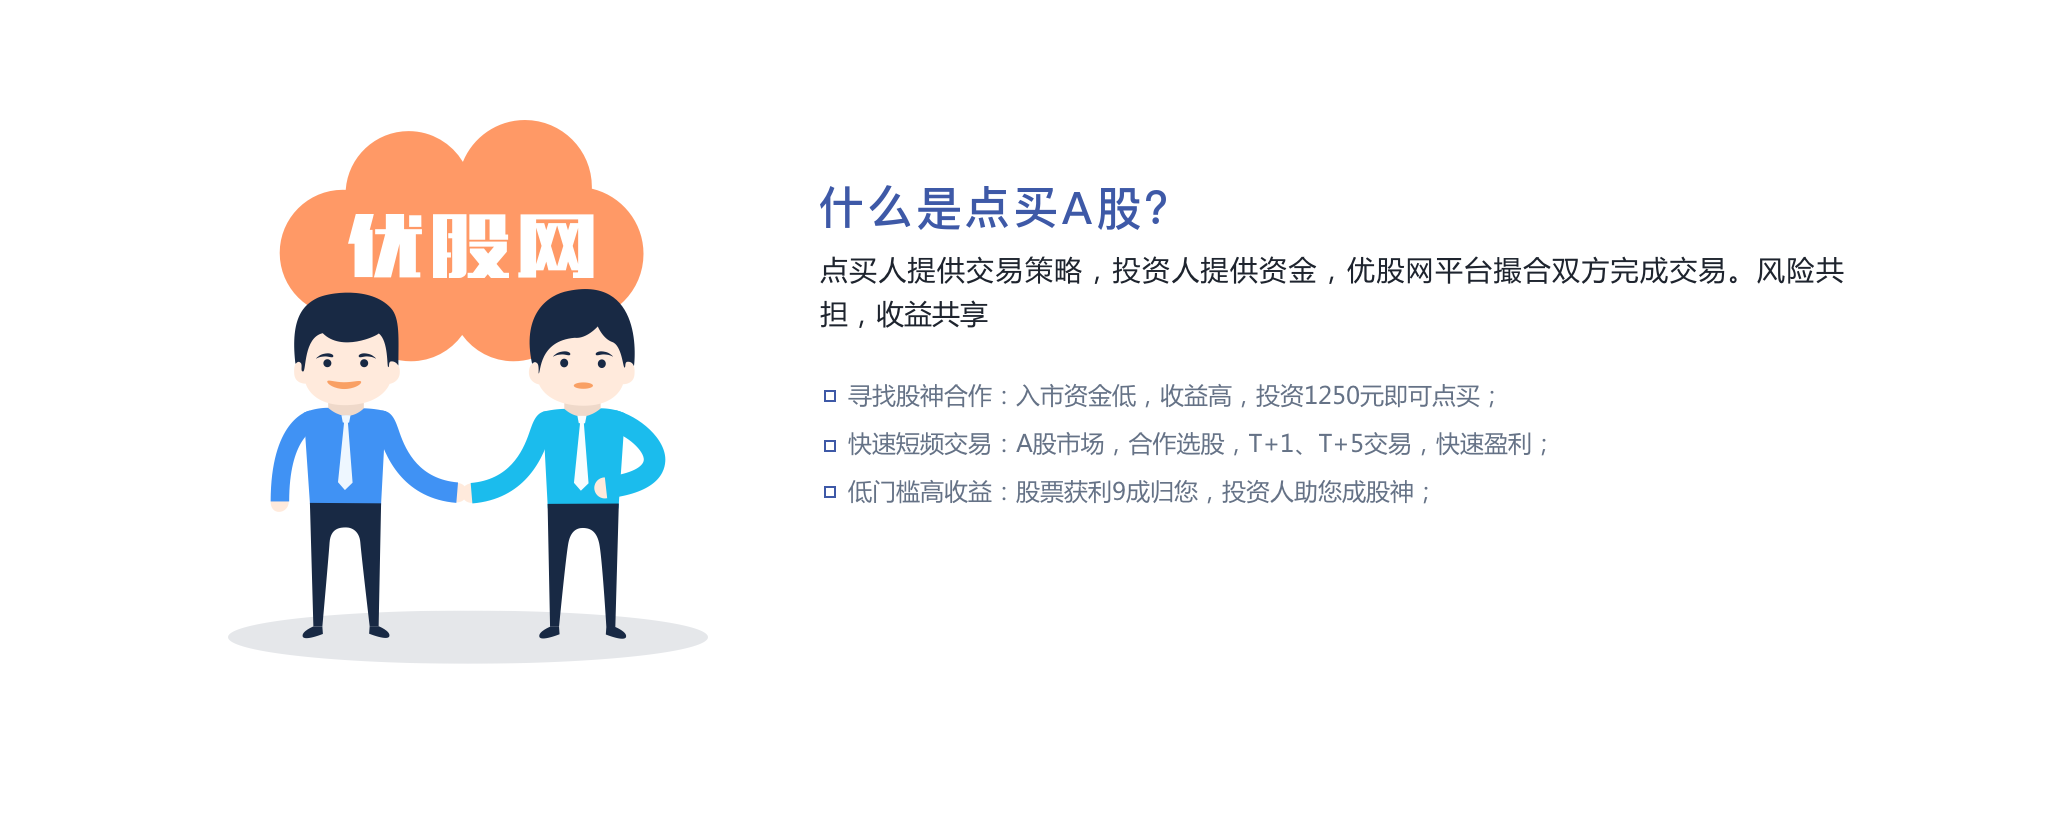 优股网
什么是点买A股?
点买人提供交易策略，投资人提供资金，优股网平台撮合双方完成交易。风险共
担，收益共享
寻找股神合作：入市资金低，收益高，投资1250元即可点买；
快速短频交易：A股市场，合作选股，T+1、T+5交易，快速盈利；
低门槛高收益：股票获利9成归您，投资人助您成股神；